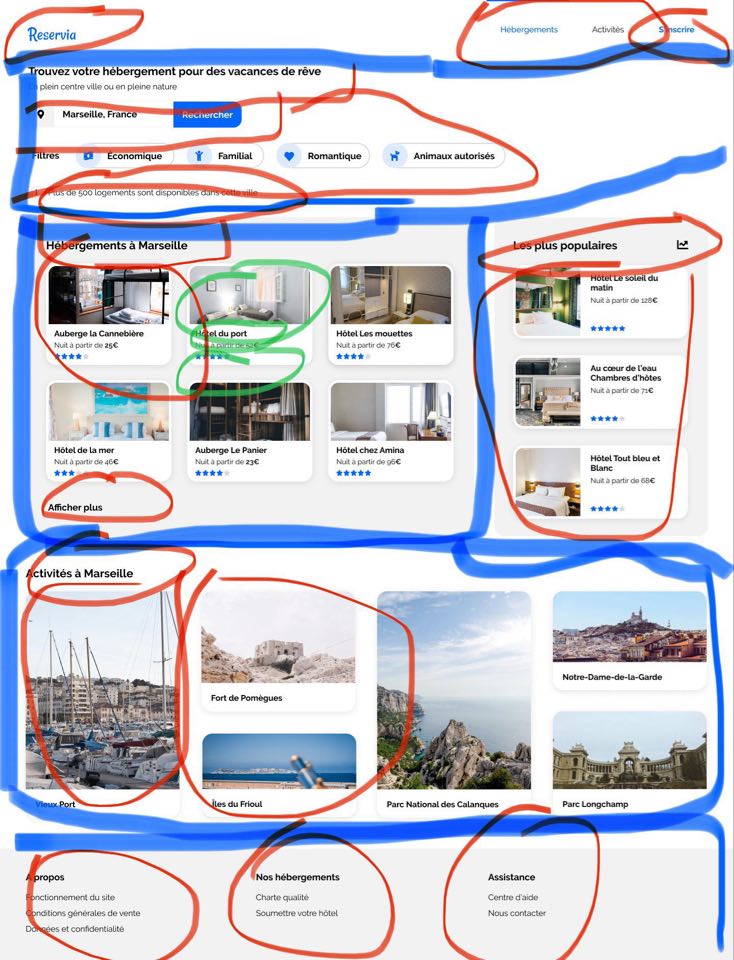 Reservia
Hébergements
Activités
S'inscrire
Trouvez votre hébergement pour des vacances de rêve
En plein centre ville ou en pleine nature
Marseille, France
Rechercher
Filtres
Économique
Familial
Romantique
Animaux autorisés
Plus de 500 logements sont disponibles dans cette ville
Hébergements à Marseille
Auberge la Cannebière
Nuit à partir de 25€
Hôtel du port
Nuit à partir de
Hôtel Les mouettes
Nuit à partir de 76€
Hôtel de la mer
Nuit à partir de 46€
Auberge Le Panier
Nuit à partir de 23€
Hôtel chez Amina
Nuit à partir de 96€
Afficher plus
Les plus populaires
Hôtel Le soleil du
matin
Nuit à partir de 128€
Au cœur de l'eau
Chambres d'hôtes
Nuit à partir de 71€
Hôtel Tout bleu et
Blanc
Nuit à partir de 68€
Activités à Marseille
Vieux Port
Fort de Pomègues
Îles du Frioul
Parc National des Calanques
Notre-Dame-de-la-Garde
Parc Longchamp
A propos
Fonctionnement du site
Conditions générales de vente
Données et confidentialité
Nos hébergements
Charte qualité
Soumettre votre hôtel
Assistance
Centre d'aide
Nous contacter